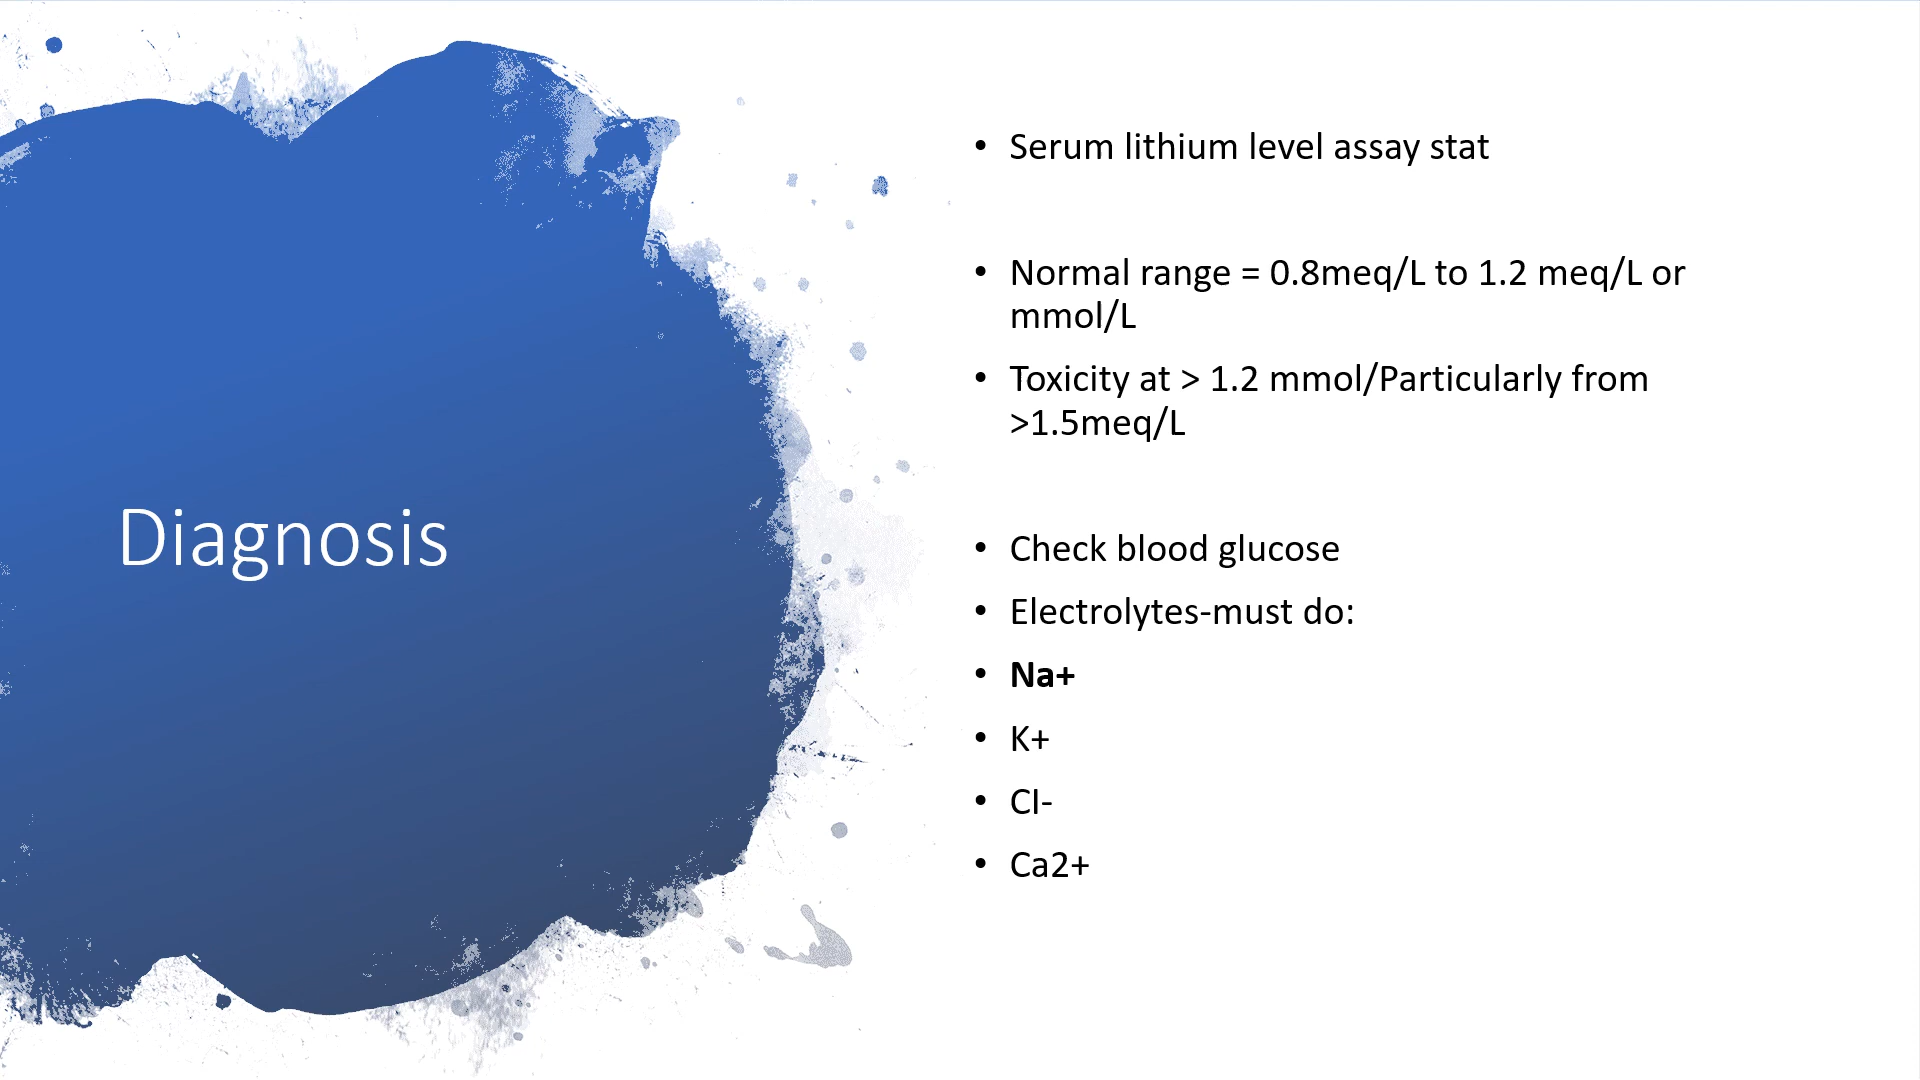 Diagnosis
• Serum lithium level assay stat
• Normal range = 0.8meq/L to 1.2 meq/L or
mmol/L
• Toxicity at > 1.2 mmol/Particularly from
>1.5meq/L
• Check blood glucose
• Electrolytes-must do:
• Na+
• K+
• Cl-
• Ca2+